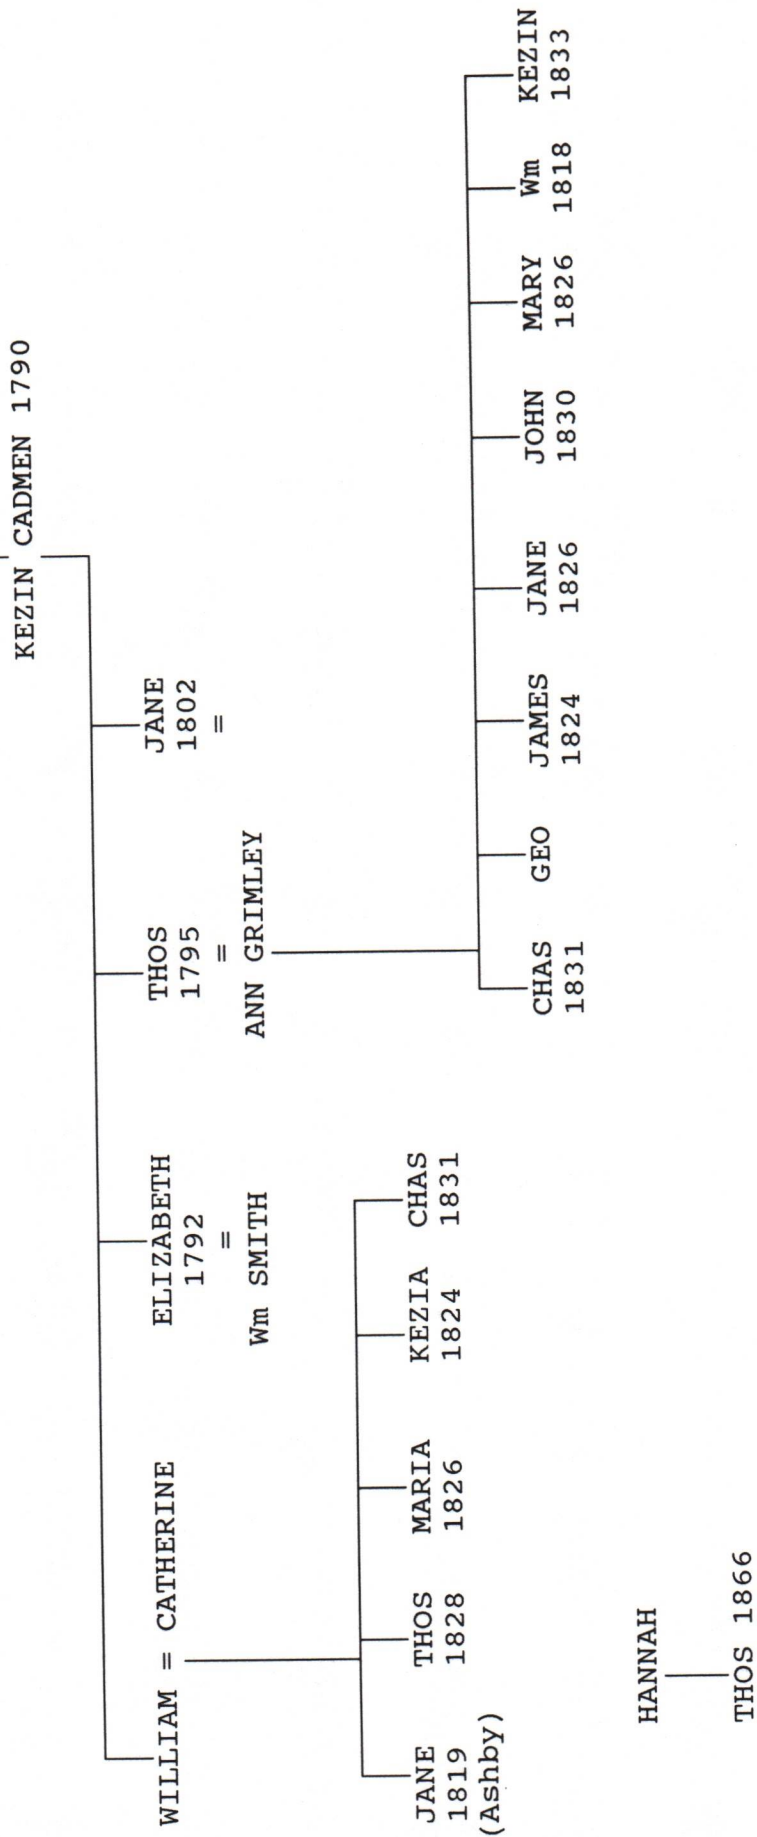 KEZIN CADMEN 1790
WILLIAM = CATHERINE
ELIZABETH
1792
=
Wm SMITH
THOS
1795
=
ANN GRIMLEY
JANE
1802
=
JANE
1819
(Ashby)
THOS
1828
MARIA
1826
KEZIA
1824
CHAS
1831
CHAS
1831
GEO
JAMES
1824
JANE
1826
JOHN
1830
MARY
1826
Wm
1818
KEZIN
1833
HANNAH
THOS 1866